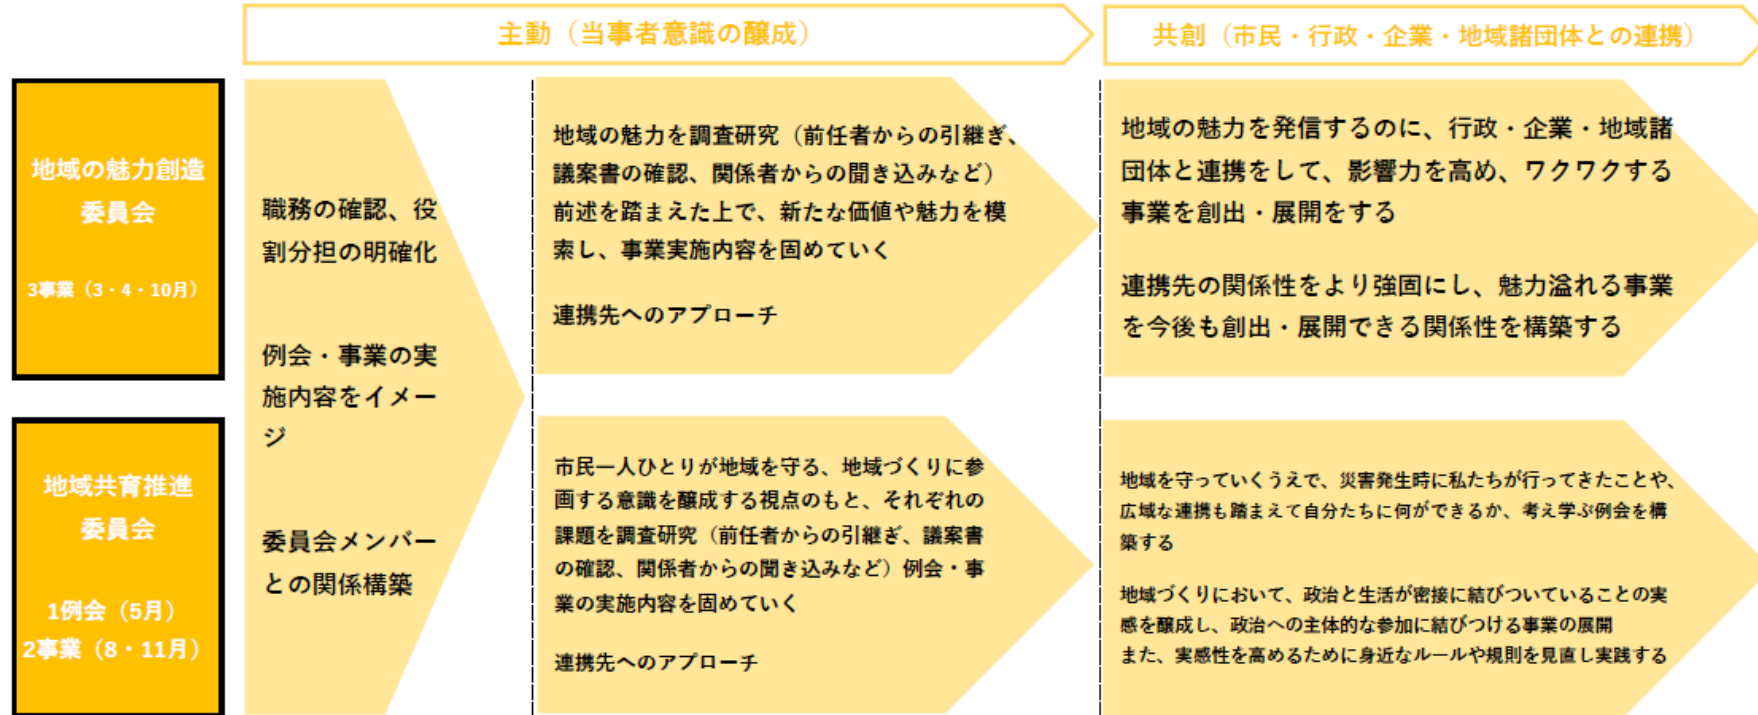 主動（当事者意識の醸成）
共創（市民・行政・企業・地域諸団体との連携）
地域の魅力創造
委員会
3事業（3・4・10月）
職務の確認、役
割分担の明確化
例会・事業の実
施内容をイメー
ジ
委員会メンバー
との関係構築
地域の魅力を調査研究（前任者からの引継ぎ、
議案書の確認、関係者からの聞き込みなど）
前述を踏まえた上で、新たな価値や魅力を模
索し、事業実施内容を固めていく
連携先へのアプローチ
地域の魅力を発信するのに、行政・企業・地域諸
団体と連携をして、影響力を高め、ワクワクする
事業を創出・展開をする
連携先の関係性をより強固にし、魅力溢れる事業
を今後も創出・展開できる関係性を構築する
地域共育推進
委員会
1例会（5月）
2事業（8・11月）
市民一人ひとりが地域を守る、地域づくりに参
画する意識を醸成する視点のもと、それぞれの
課題を調査研究（前任者からの引継ぎ、議案書
の確認、関係者からの聞き込みなど）例会・事
業の実施内容を固めていく
連携先へのアプローチ
地域を守っていくうえで、災害発生時に私たちが行ってきたことや、
広域な連携も踏まえて自分たちに何ができるか、考え学ぶ例会を構
築する
地域づくりにおいて、政治と生活が密接に結びついていることの実
感を醸成し、政治への主体的な参加に結びつける事業の展開
また、実感性を高めるために身近なルールや規則を見直し実践する